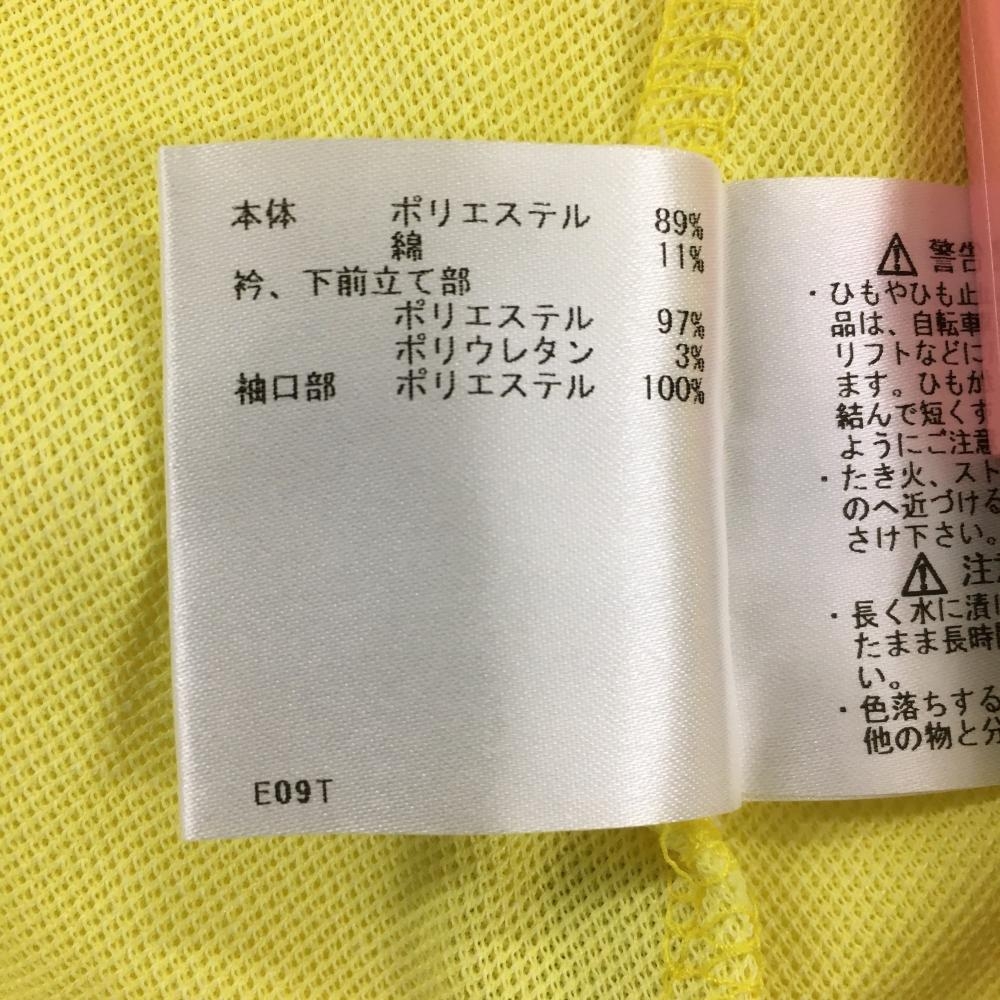 本体 ポリエステル 89%
綿 11%
衿、下前立て部
ポリエステル 97%
ポリウレタン 3%
袖口部 ポリエステル 100%
E09T
警告
・ひもやひも止
品は、自転車
リフトなどに
ます。ひもが
結んで短くす
ようにご注意
・たき火、スト
のへ近づける
さけ下さい。
注意
・長く水に漬け
たまま長時間
い。
・色落ちする
他の物と分